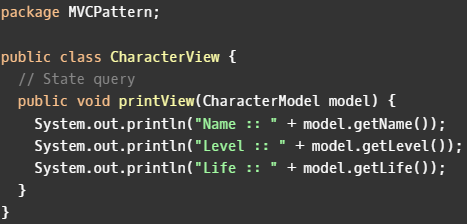 package MVCPattern;

public class CharacterView {
  // State query
  public void printView(CharacterModel model) {
    System.out.println("Name :: " + model.getName());
    System.out.println("Level :: " + model.getLevel());
    System.out.println("Life :: " + model.getLife());
  }
}